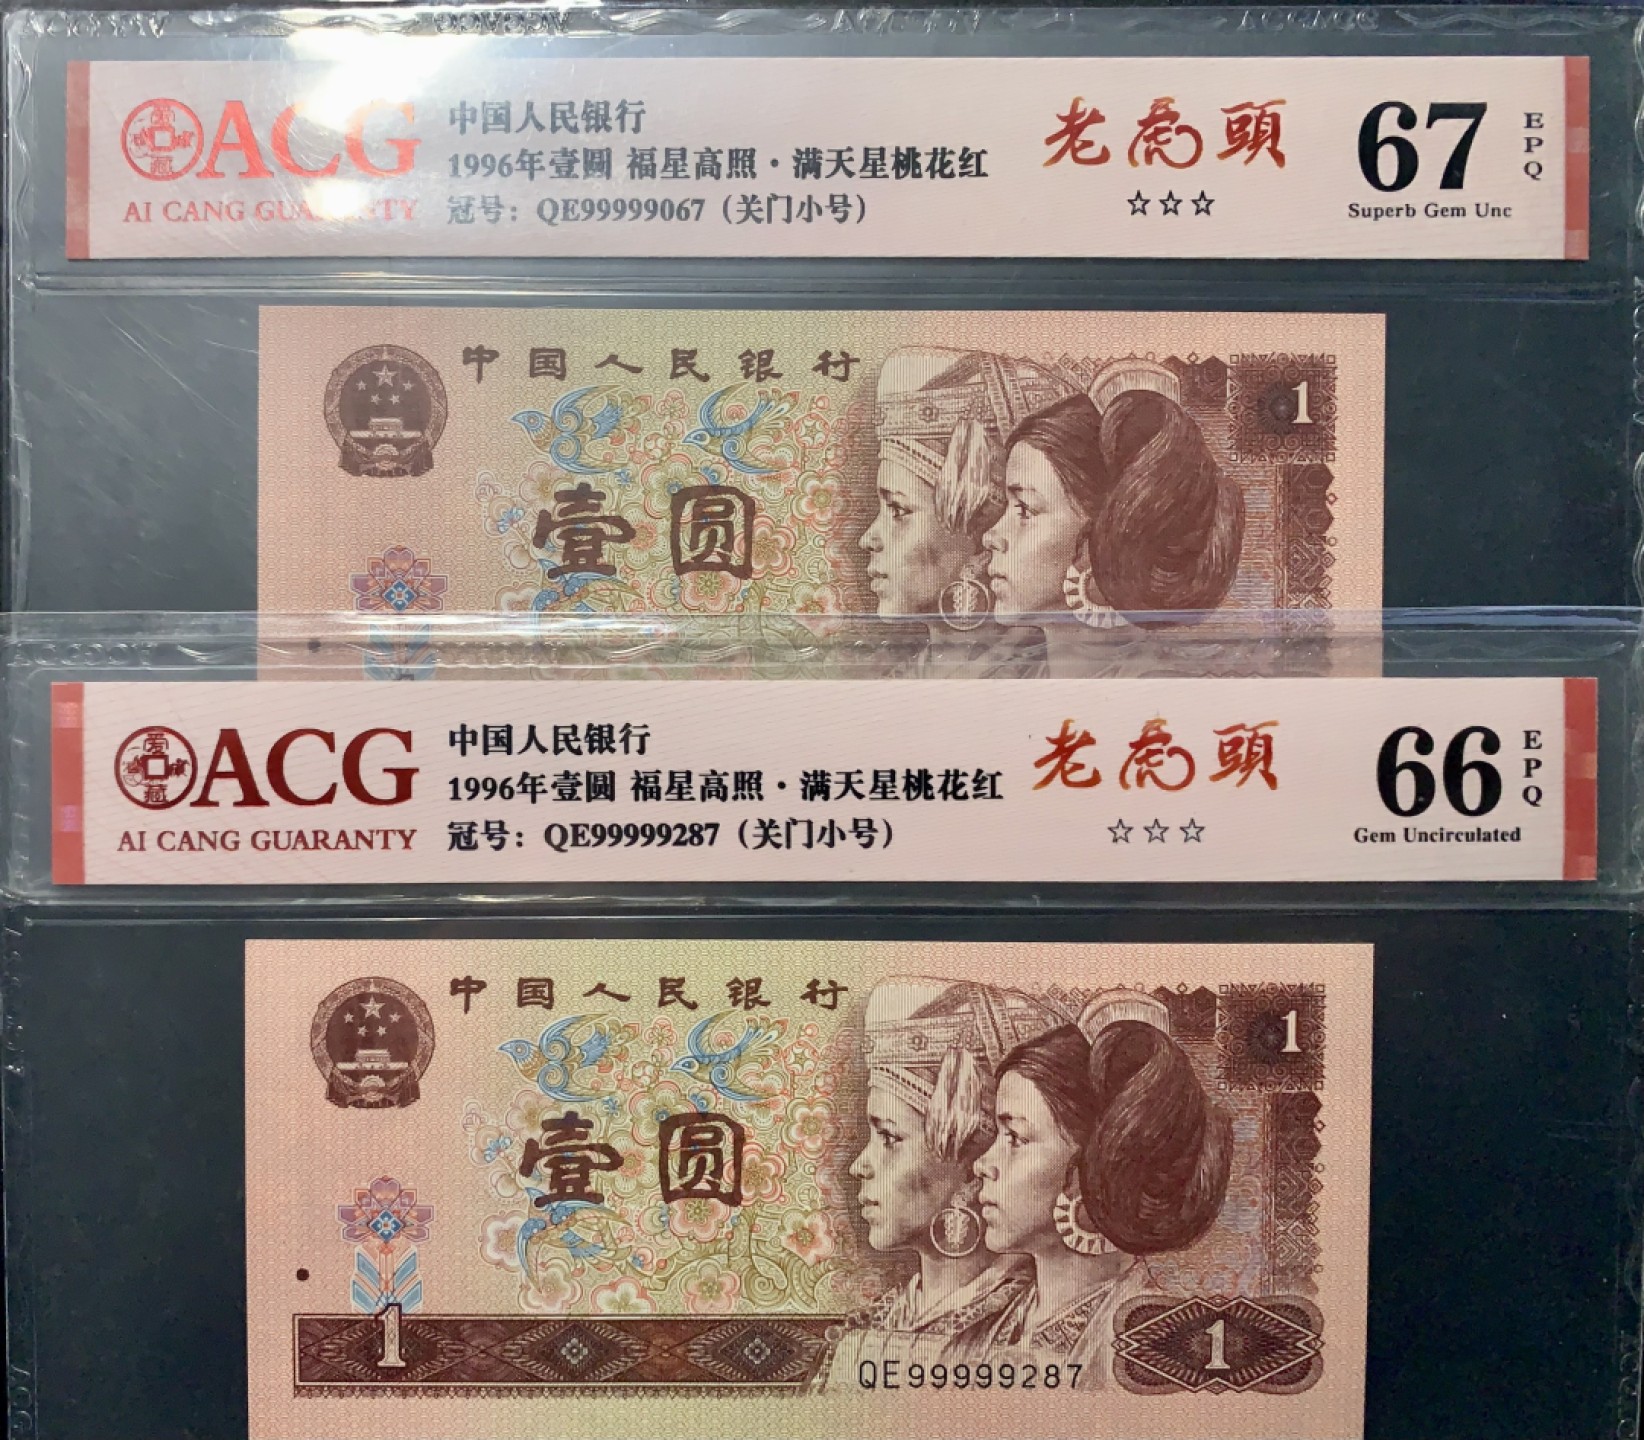 ACG
AI CANG GUARANTY
中国人民银行
1996年壹圆 福星高照·满天星桃花红
冠号：QE99999067（关门小号）
老虎頭
☆☆☆
67
EPQ
Superb Gem Unc
中国人民银行
1
壹圆
爱藏
ACG
AI CANG GUARANTY
中国人民银行
1996年壹圆 福星高照·满天星桃花红
冠号：QE99999287（关门小号）
老虎頭
☆☆☆
66
EPQ
Gem Uncirculated
中国人民银行
1
壹圆
1
QE99999287
1